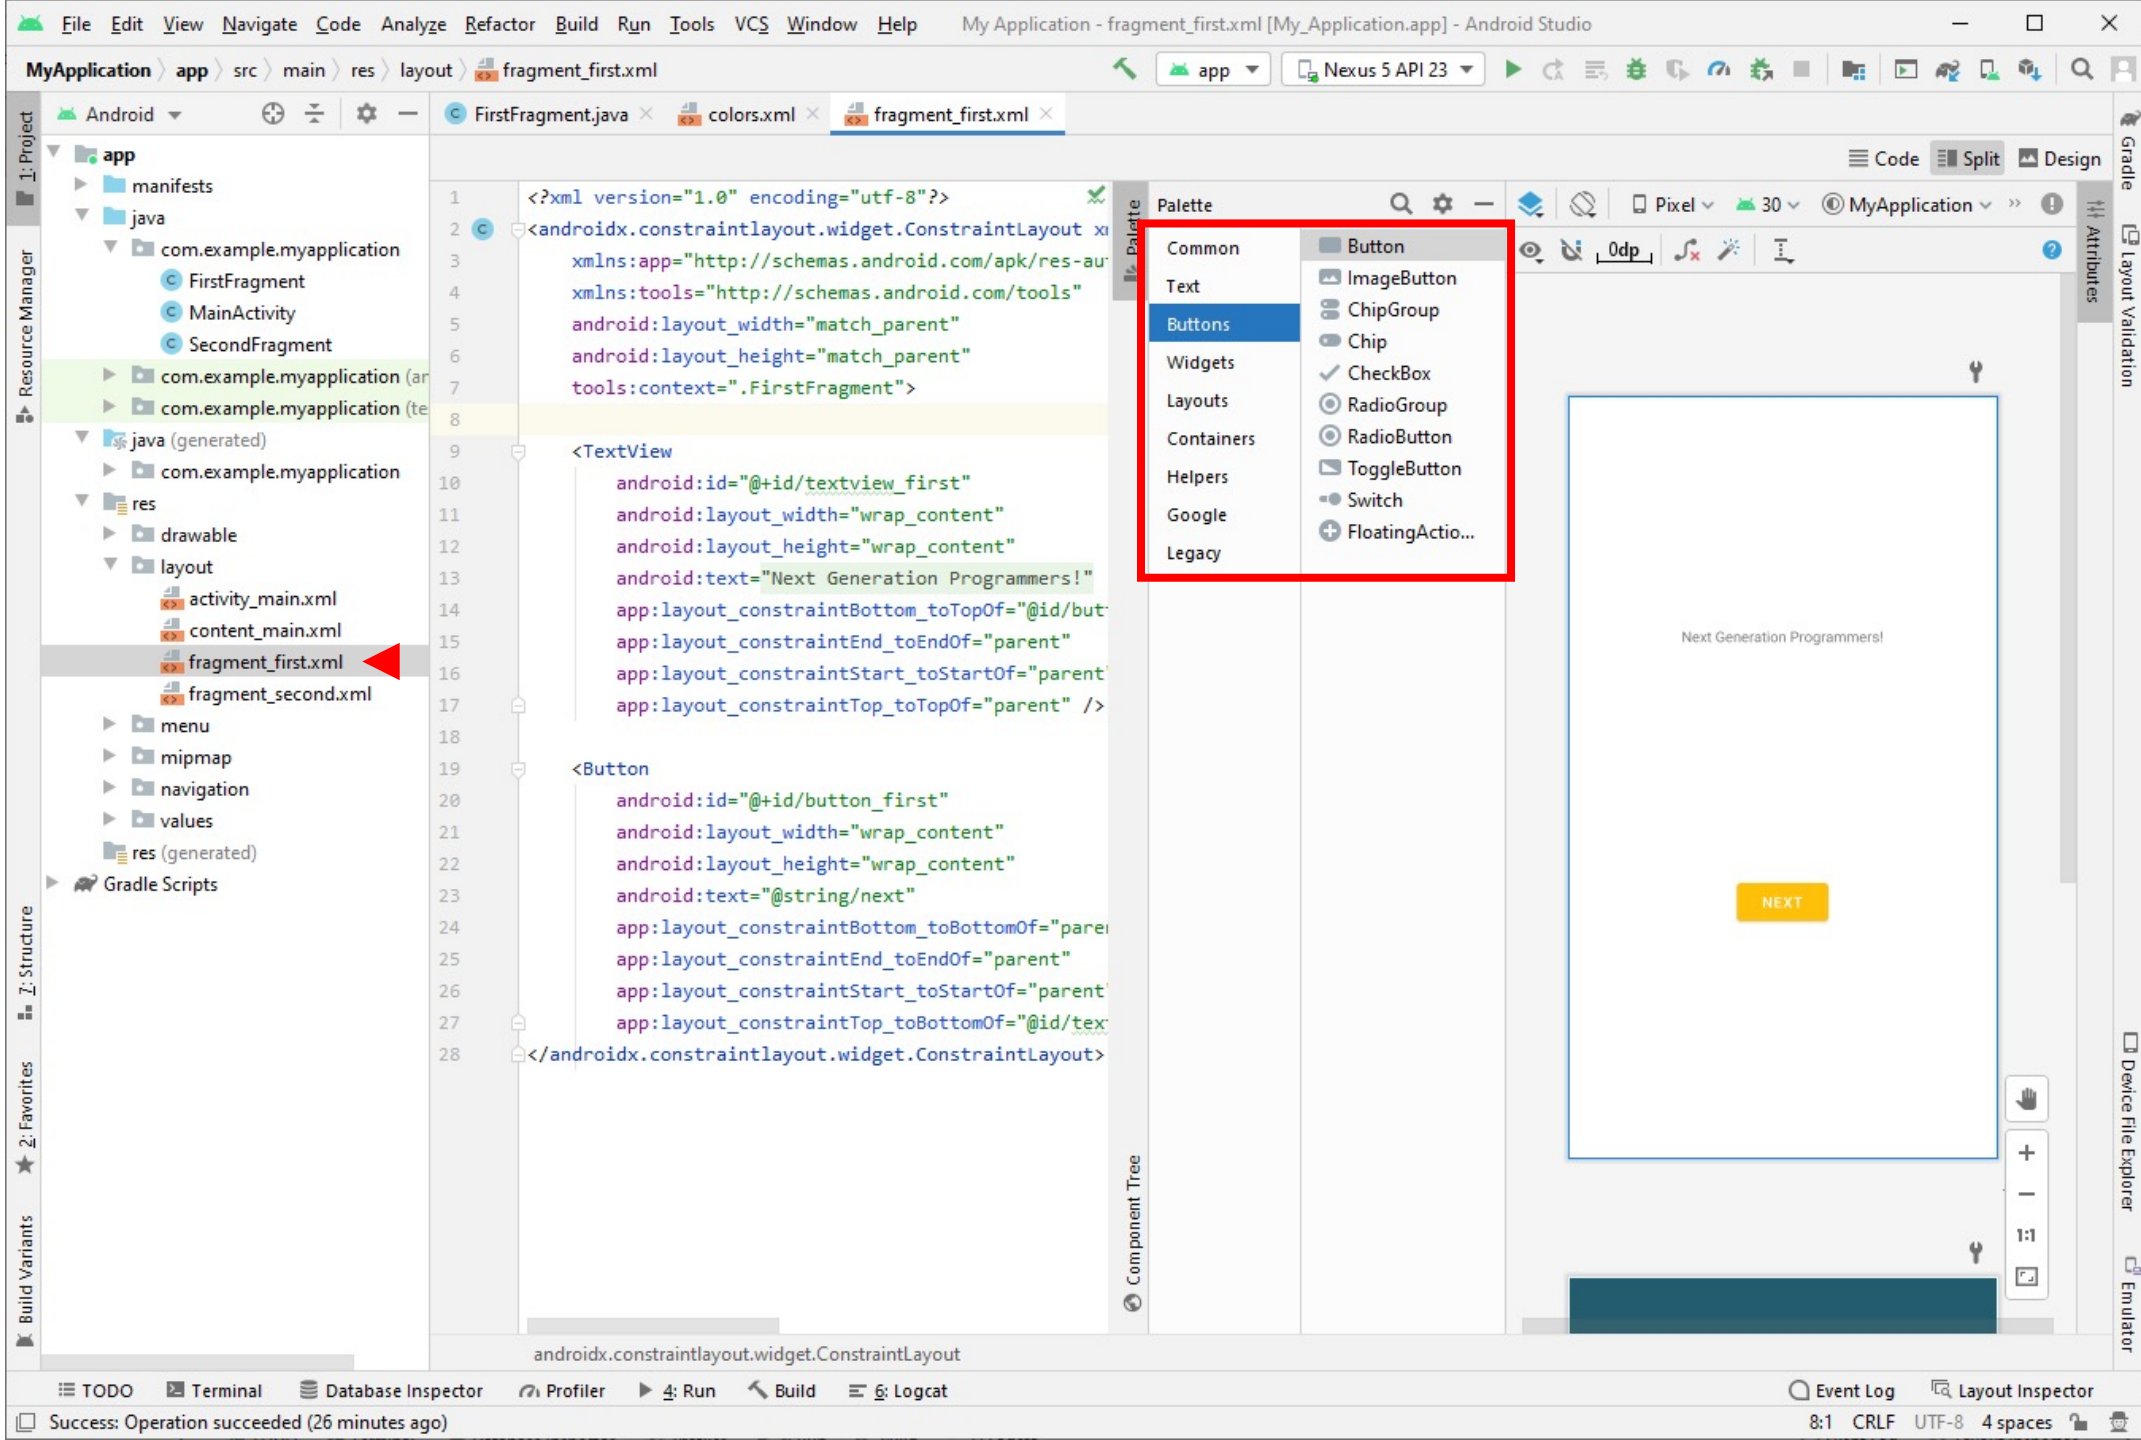 File Edit View Navigate Code Analyze Refactor Build Run Tools VCS Window Help My Application - fragment_first.xml [My_Application.app] - Android Studio
MyApplication app src main res layout fragment_first.xml app Nexus 5 API 23
Android FirstFragment.java colors.xml fragment_first.xml
Code Split Design
1: Project
Resource Manager
7: Structure
2: Favorites
Build Variants
app
manifests
java
com.example.myapplication
FirstFragment
MainActivity
SecondFragment
com.example.myapplication (an
com.example.myapplication (te
java (generated)
com.example.myapplication
res
drawable
layout
activity_main.xml
content_main.xml
fragment_first.xml
fragment_second.xml
menu
mipmap
navigation
values
res (generated)
Gradle Scripts
1 <?xml version="1.0" encoding="utf-8"?>
2 <androidx.constraintlayout.widget.ConstraintLayout
3 xmlns:app="http://schemas.android.com/apk/res-au
4 xmlns:tools="http://schemas.android.com/tools"
5 android:layout_width="match_parent"
6 android:layout_height="match_parent"
7 tools:context=".FirstFragment">
8
9 <TextView
10 android:id="@+id/textview_first"
11 android:layout_width="wrap_content"
12 android:layout_height="wrap_content"
13 android:text="Next Generation Programmers!"
14 app:layout_constraintBottom_toTopOf="@id/but
15 app:layout_constraintEnd_toEndOf="parent"
16 app:layout_constraintStart_toStartOf="parent
17 app:layout_constraintTop_toTopOf="parent" />
18
19 <Button
20 android:id="@+id/button_first"
21 android:layout_width="wrap_content"
22 android:layout_height="wrap_content"
23 android:text="@string/next"
24 app:layout_constraintBottom_toBottomOf="pare
25 app:layout_constraintEnd_toEndOf="parent"
26 app:layout_constraintStart_toStartOf="parent
27 app:layout_constraintTop_toBottomOf="@id/tex
28 </androidx.constraintlayout.widget.ConstraintLayout>
androidx.constraintlayout.widget.ConstraintLayout
Palette
Component Tree
Palette
Common
Text
Buttons
Widgets
Layouts
Containers
Helpers
Google
Legacy
Button
ImageButton
ChipGroup
Chip
CheckBox
RadioGroup
RadioButton
ToggleButton
Switch
FloatingActio...
Pixel 30 MyApplication
0dp
Next Generation Programmers!
NEXT
1:1
Attributes
Gradle
Layout Validation
Device File Explorer
Emulator
TODO Terminal Database Inspector Profiler 4: Run Build 6: Logcat Event Log Layout Inspector
Success: Operation succeeded (26 minutes ago) 8:1 CRLF UTF-8 4 spaces